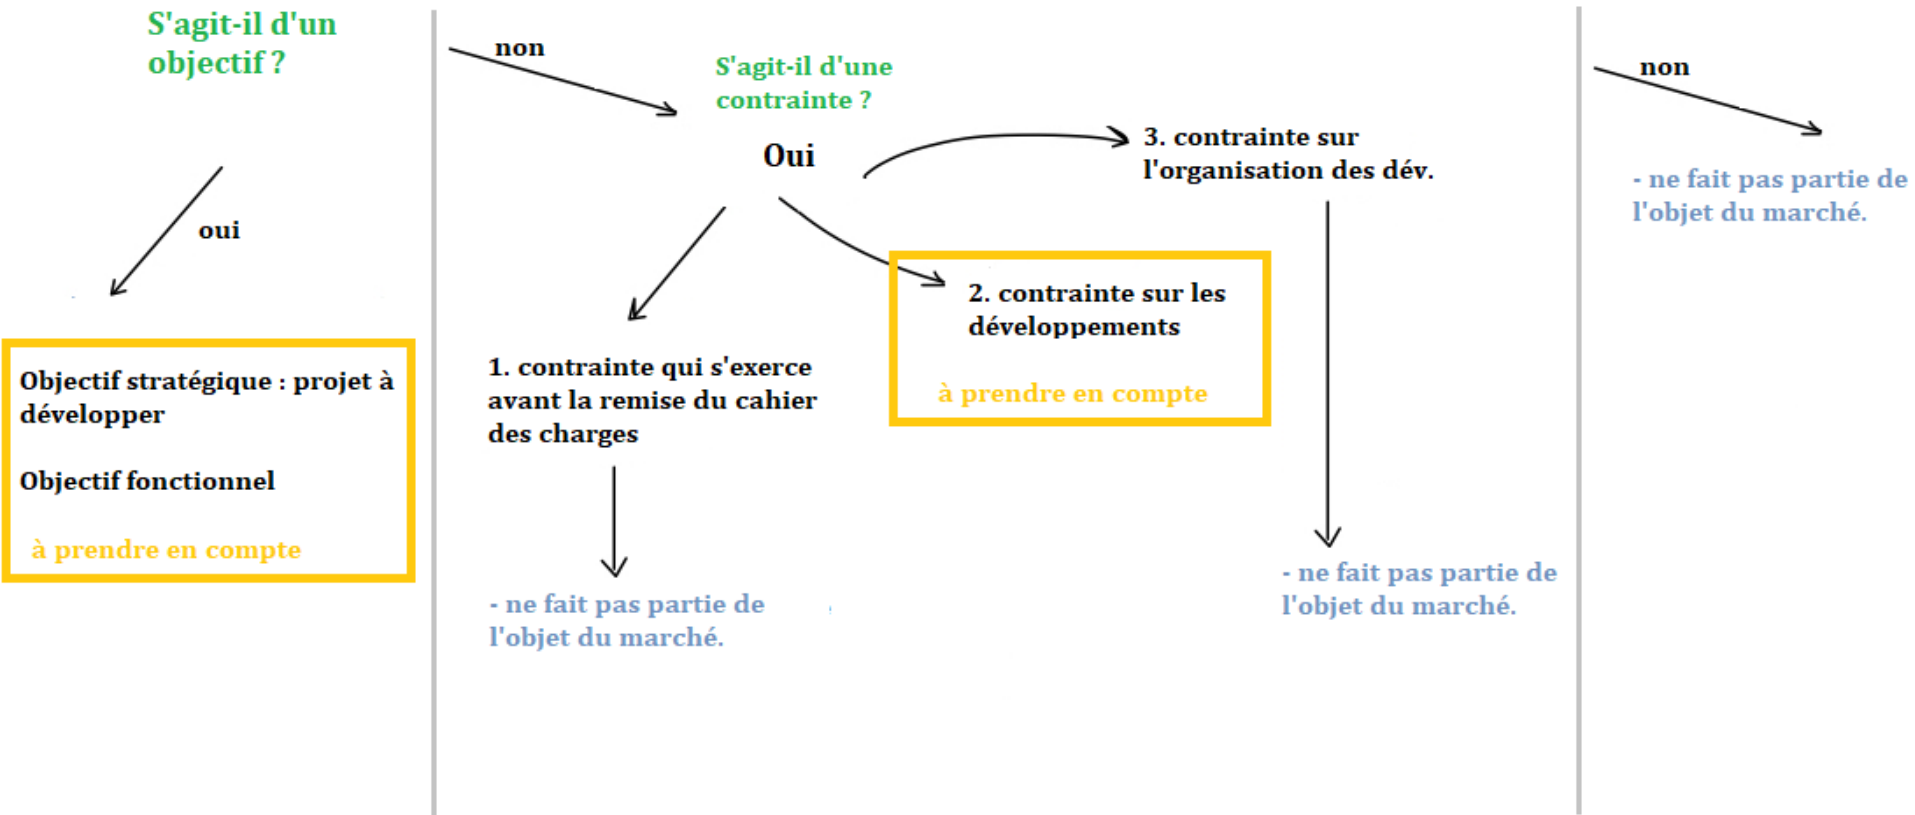 S'agit-il d'un
objectif ?
oui
Objectif stratégique : projet à
développer
Objectif fonctionnel
à prendre en compte
non
S'agit-il d'une
contrainte ?
Oui
1. contrainte qui s'exerce
avant la remise du cahier
des charges
- ne fait pas partie de
l'objet du marché.
2. contrainte sur les
développements
à prendre en compte
3. contrainte sur
l'organisation des dév.
- ne fait pas partie de
l'objet du marché.
non
- ne fait pas partie de
l'objet du marché.